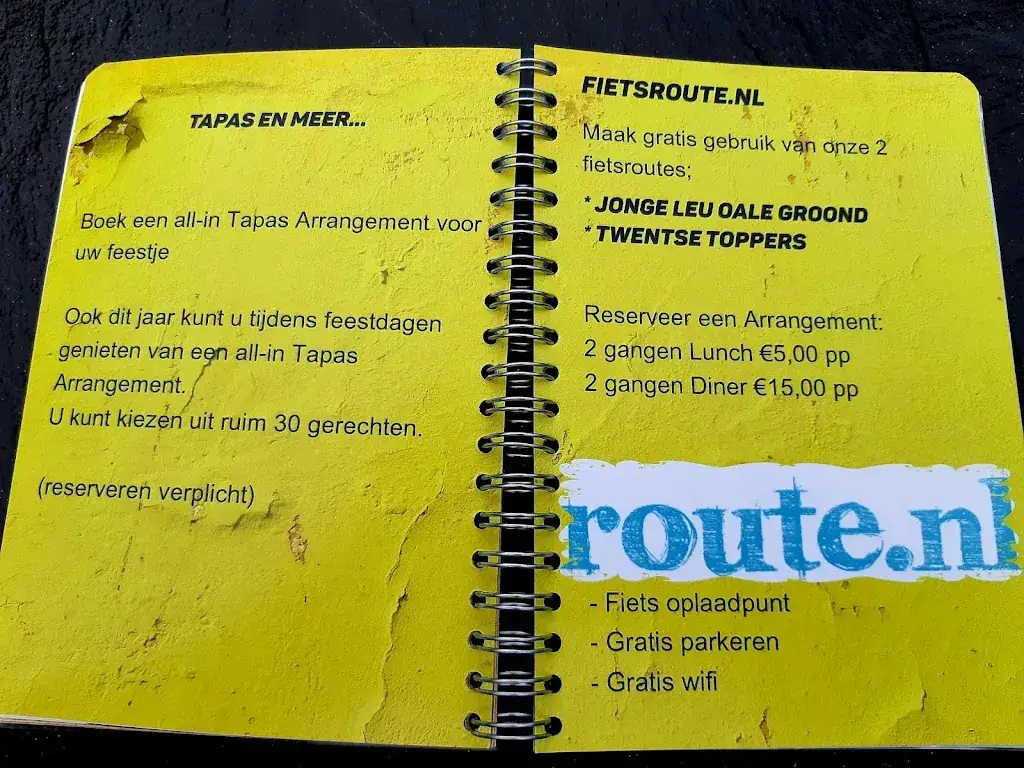 TAPAS EN MEER...
Boek een all-in Tapas Arrangement voor
uw feestje
Ook dit jaar kunt u tijdens feestdagen
genieten van een all-in Tapas
Arrangement.
U kunt kiezen uit ruim 30 gerechten.
(reserveren verplicht)
FIETSROUTE.NL
Maak gratis gebruik van onze 2
fietsroutes;
* JONGE LEU OALE GROOND
* TWENTSE TOPPERS
Reserveer een Arrangement:
2 gangen Lunch €5,00 pp
2 gangen Diner €15,00 pp
route.nl
- Fiets oplaadpunt
- Gratis parkeren
- Gratis wifi